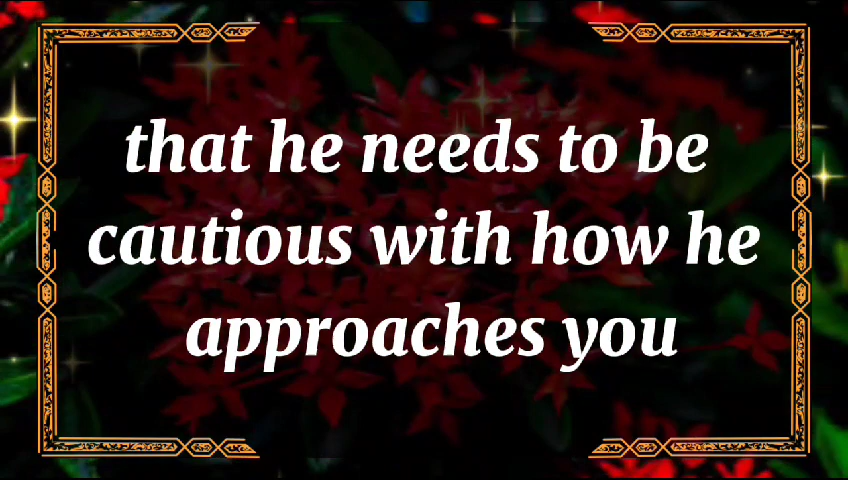 that he needs to be
cautious with how he
approaches you